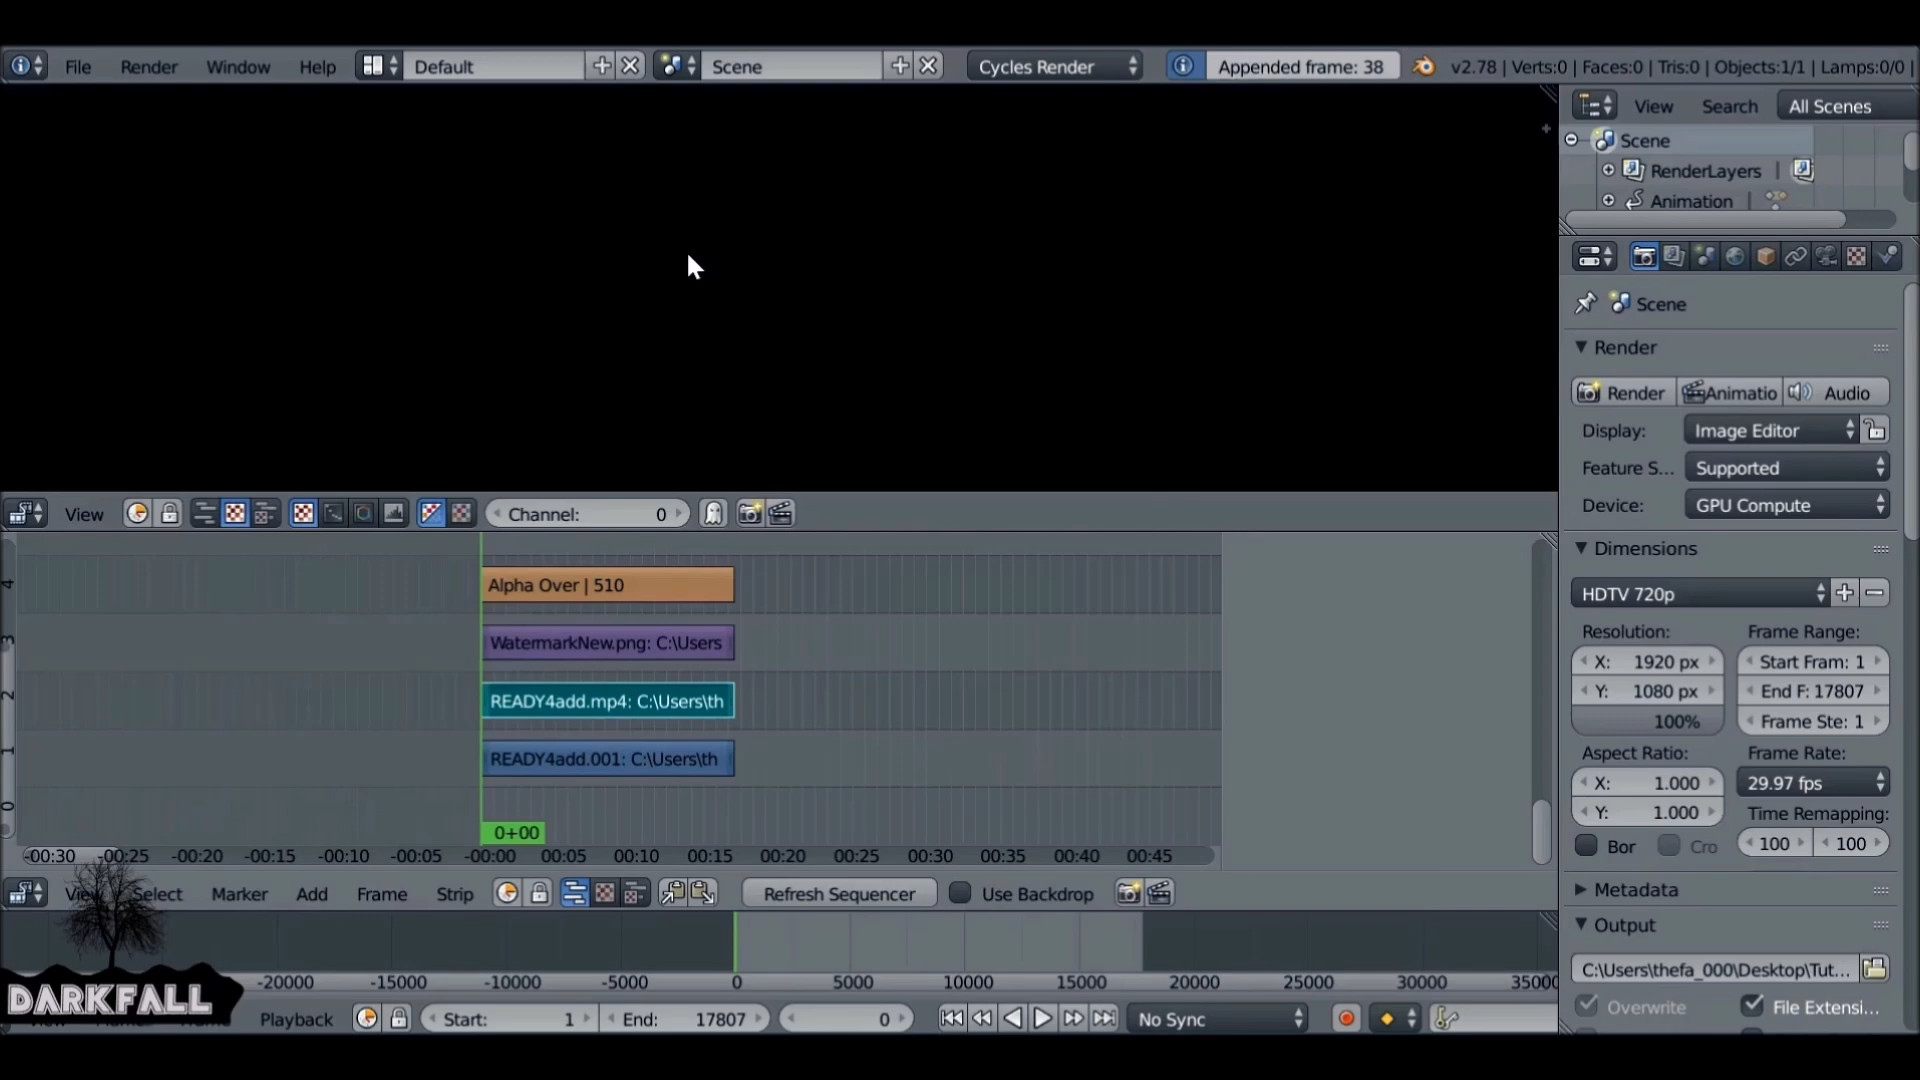 File Render Window Help Default Scene Cycles Render Appended frame: 38 v2.78 | Verts:0 | Faces:0 | Tris:0 | Objects:1/1 | Lamps:0/0 |
View Search All Scenes
Scene
RenderLayers |
Animation |
Scene
Render
Render Animatio Audio
Display: Image Editor
Feature S... Supported
Device: GPU Compute
View Channel: 0
Dimensions
HDTV 720p
Resolution: Frame Range:
X: 1920 px Start Fram: 1
Y: 1080 px End F: 17807
100% Frame Ste: 1
Aspect Ratio: Frame Rate:
X: 1.000 29.97 fps
Y: 1.000 Time Remapping:
Bor Cro 100 100
Metadata
Output
C:\Users\thefa_000\Desktop\Tut...
Overwrite File Extensi...
4 Alpha Over | 510
3 WatermarkNew.png: C:\Users
2 READY4add.mp4: C:\Users\th
1 READY4add.001: C:\Users\th
0 0+00
-00:30 -00:25 -00:20 -00:15 -00:10 -00:05 -00:00 00:05 00:10 00:15 00:20 00:25 00:30 00:35 00:40 00:45
View Select Marker Add Frame Strip Refresh Sequencer Use Backdrop
-20000 -15000 -10000 -5000 0 5000 10000 15000 20000 25000 30000 35000
DARKFALL
Playback Start: 1 End: 17807 0 No Sync